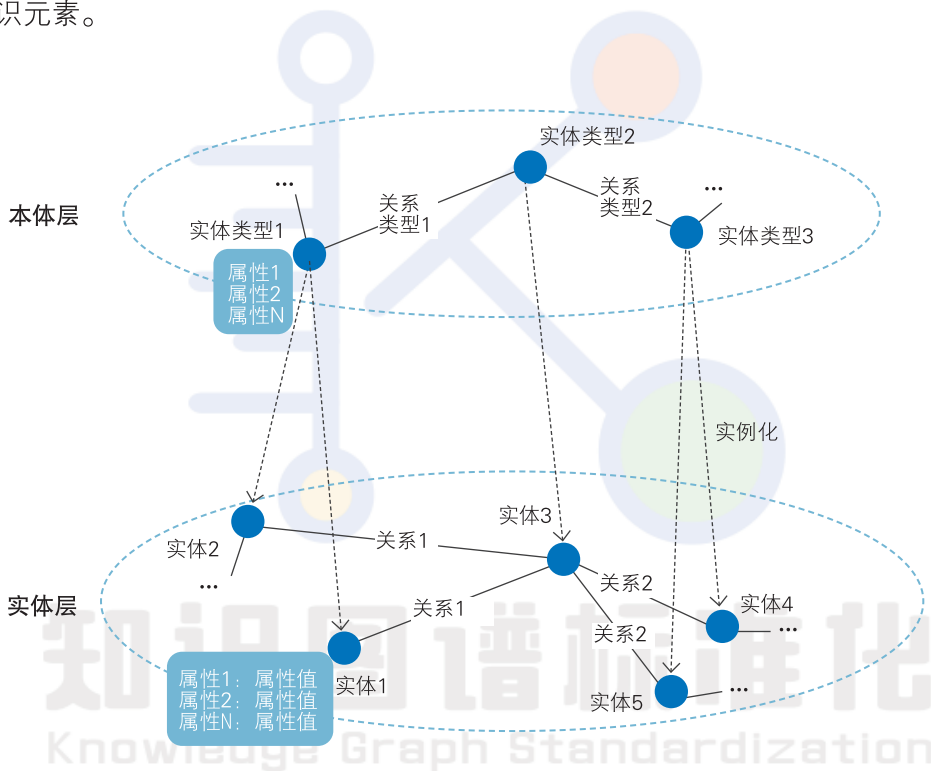 识元素。
实体类型2
...
关系
类型1
关系
类型2
...
本体层
实体类型1
实体类型3
属性1
属性2
属性N
实例化
实体3
实体2
关系1
...
关系2
实体层
关系1
实体4
...
关系2
实体1
属性1：属性值
属性2：属性值
属性N：属性值
实体5
...
知识图谱标准化
Knowledge Graph Standardization